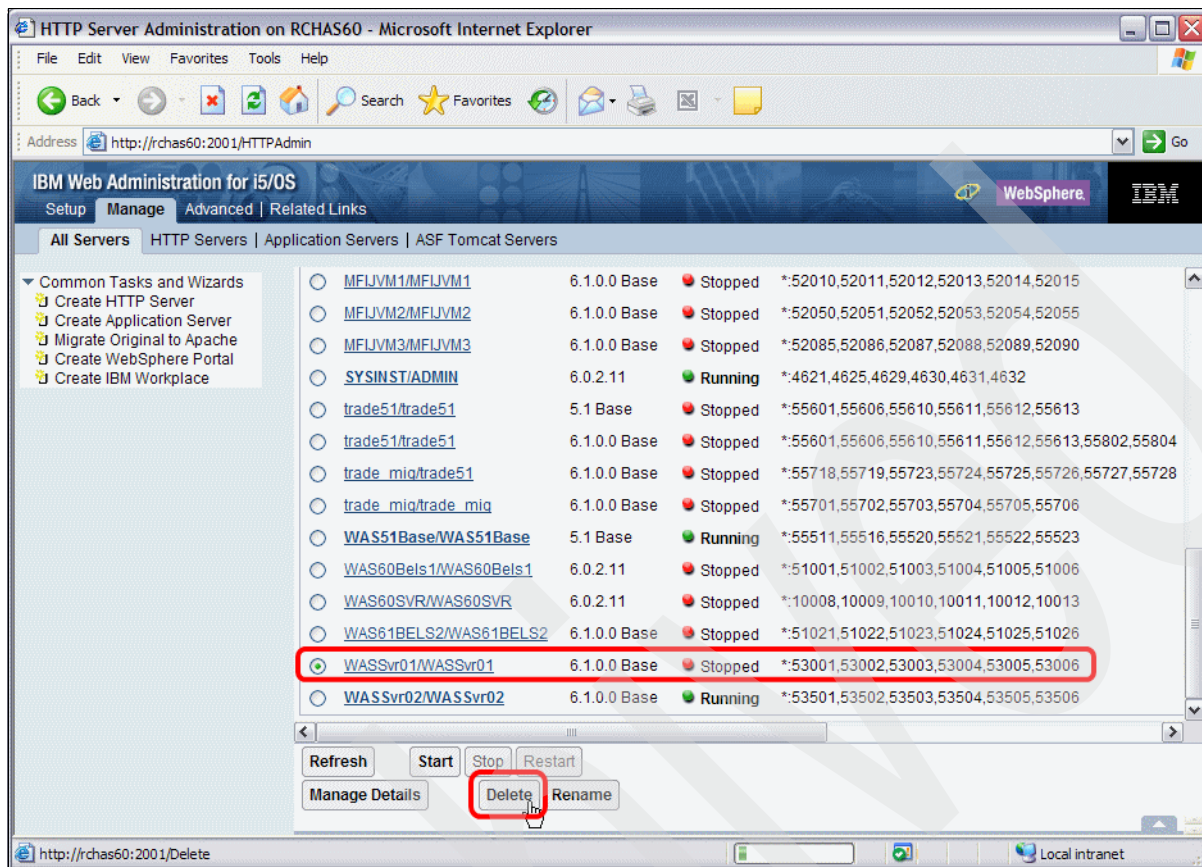 HTTP Server Administration on RCHAS60 - Microsoft Internet Explorer
File Edit View Favorites Tools Help
Back Search Favorites
Address http://rchas60:2001/HTTPAdmin Go
IBM Web Administration for i5/OS
WebSphere. IBM
Setup Manage Advanced | Related Links
All Servers HTTP Servers | Application Servers | ASF Tomcat Servers
Common Tasks and Wizards
Create HTTP Server
Create Application Server
Migrate Original to Apache
Create WebSphere Portal
Create IBM Workplace
MFIJVM1/MFIJVM1 6.1.0.0 Base Stopped *:52010,52011,52012,52013,52014,52015
MFIJVM2/MFIJVM2 6.1.0.0 Base Stopped *:52050,52051,52052,52053,52054,52055
MFIJVM3/MFIJVM3 6.1.0.0 Base Stopped *:52085,52086,52087,52088,52089,52090
SYSINST/ADMIN 6.0.2.11 Running *:4621,4625,4629,4630,4631,4632
trade51/trade51 5.1 Base Stopped *:55601,55606,55610,55611,55612,55613
trade51/trade51 6.1.0.0 Base Stopped *:55601,55606,55610,55611,55612,55613,55802,55804
trade_mig/trade51 6.1.0.0 Base Stopped *:55718,55719,55723,55724,55725,55726,55727,55728
trade_mig/trade_mig 6.1.0.0 Base Stopped *:55701,55702,55703,55704,55705,55706
WAS51Base/WAS51Base 5.1 Base Running *:55511,55516,55520,55521,55522,55523
WAS60Bels1/WAS60Bels1 6.0.2.11 Stopped *:51001,51002,51003,51004,51005,51006
WAS60SVR/WAS60SVR 6.0.2.11 Stopped *:10008,10009,10010,10011,10012,10013
WAS61BELS2/WAS61BELS2 6.1.0.0 Base Stopped *:51021,51022,51023,51024,51025,51026
WASSvr01/WASSvr01 6.1.0.0 Base Stopped *:53001,53002,53003,53004,53005,53006
WASSvr02/WASSvr02 6.1.0.0 Base Running *:53501,53502,53503,53504,53505,53506
Refresh Start Stop Restart
Manage Details Delete Rename
http://rchas60:2001/Delete Local intranet